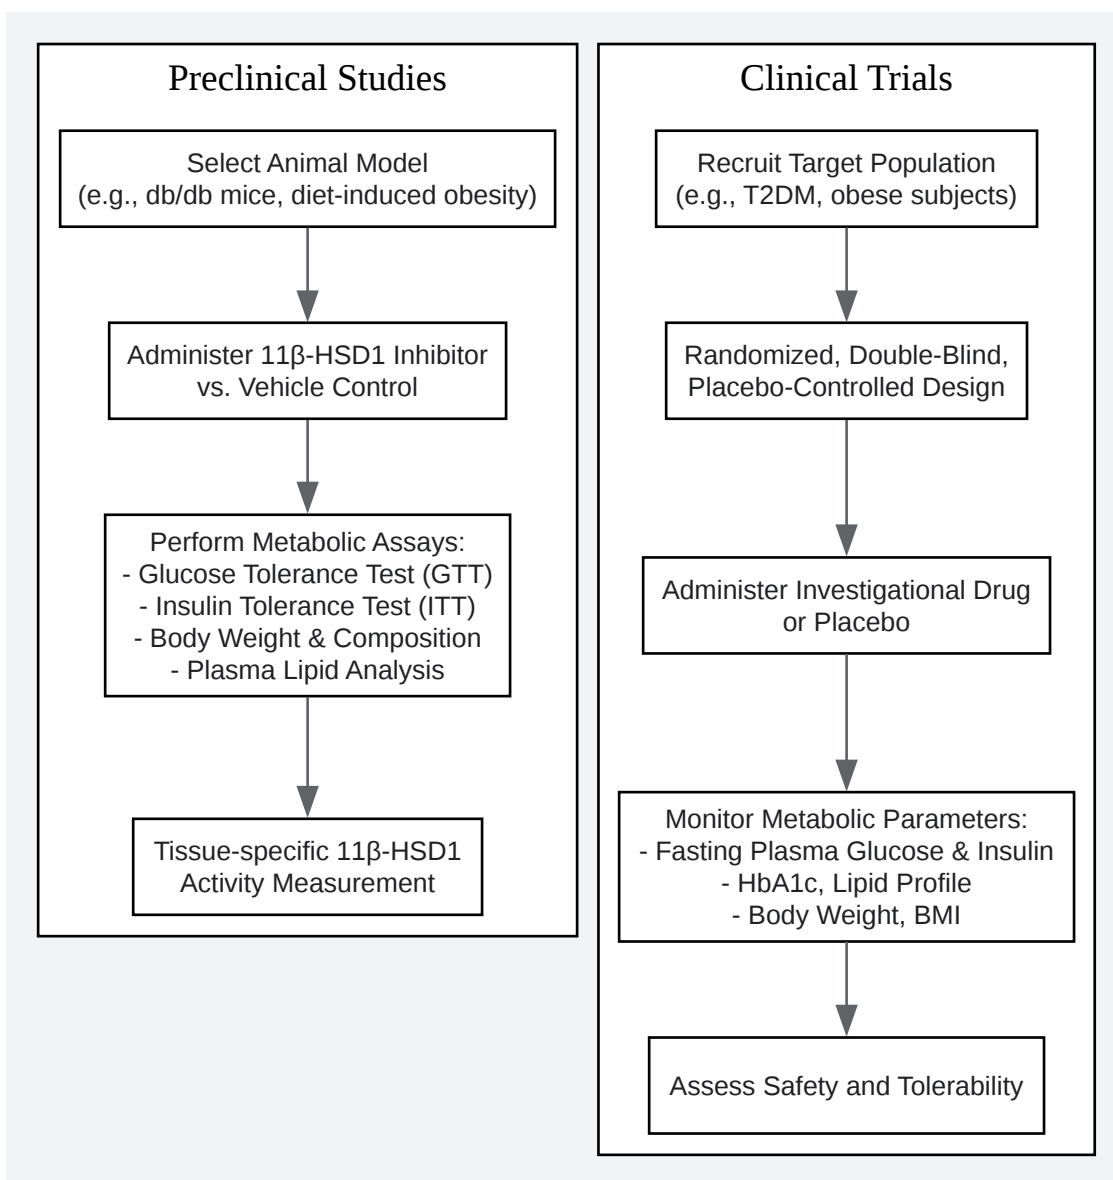 Preclinical Studies
Select Animal Model
(e.g., db/db mice, diet-induced obesity)
Administer 11β-HSD1 Inhibitor
vs. Vehicle Control
Perform Metabolic Assays:
- Glucose Tolerance Test (GTT)
- Insulin Tolerance Test (ITT)
- Body Weight & Composition
- Plasma Lipid Analysis
Tissue-specific 11β-HSD1
Activity Measurement
Clinical Trials
Recruit Target Population
(e.g., T2DM, obese subjects)
Randomized, Double-Blind,
Placebo-Controlled Design
Administer Investigational Drug
or Placebo
Monitor Metabolic Parameters:
- Fasting Plasma Glucose & Insulin
- HbA1c, Lipid Profile
- Body Weight, BMI
Assess Safety and Tolerability